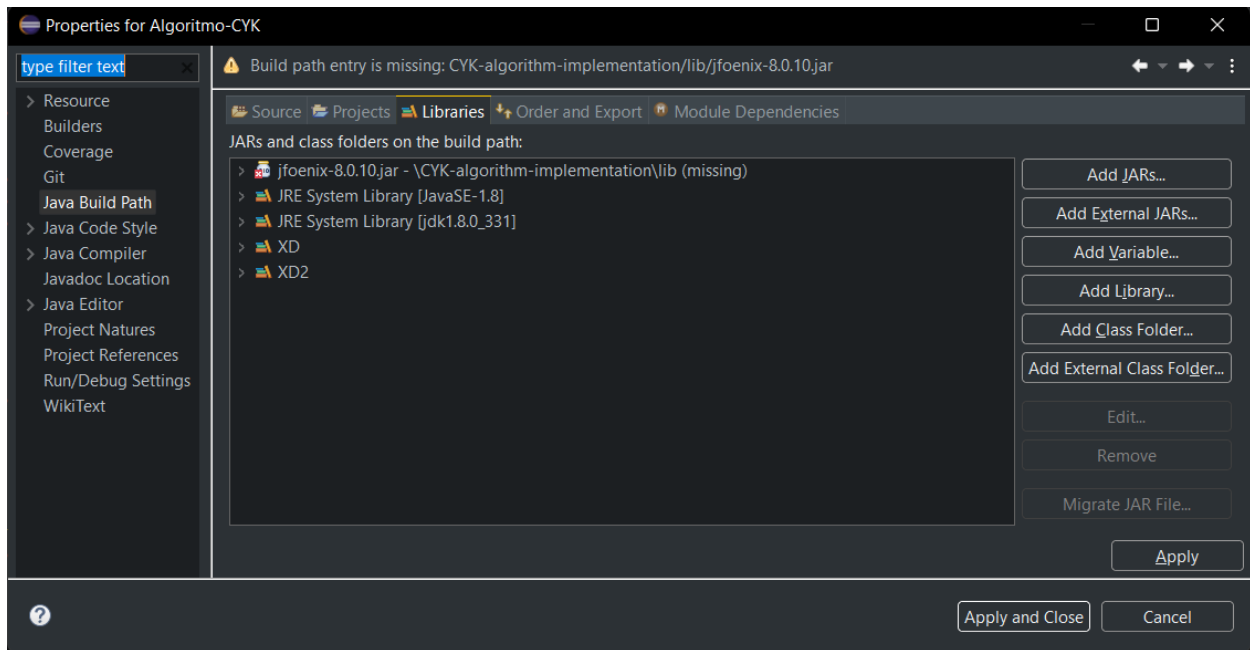 Properties for Algoritmo-CYK
type filter text
Build path entry is missing: CYK-algorithm-implementation/lib/jfoenix-8.0.10.jar
Resource
Builders
Coverage
Git
Java Build Path
Java Code Style
Java Compiler
Javadoc Location
Java Editor
Project Natures
Project References
Run/Debug Settings
WikiText
Source Projects Libraries Order and Export Module Dependencies
JARs and class folders on the build path:
jfoenix-8.0.10.jar - \CYK-algorithm-implementation\lib (missing)
JRE System Library [JavaSE-1.8]
JRE System Library [jdk1.8.0_331]
XD
XD2
Add JARs...
Add External JARs...
Add Variable...
Add Library...
Add Class Folder...
Add External Class Folder...
Edit...
Remove
Migrate JAR File...
Apply
Apply and Close Cancel